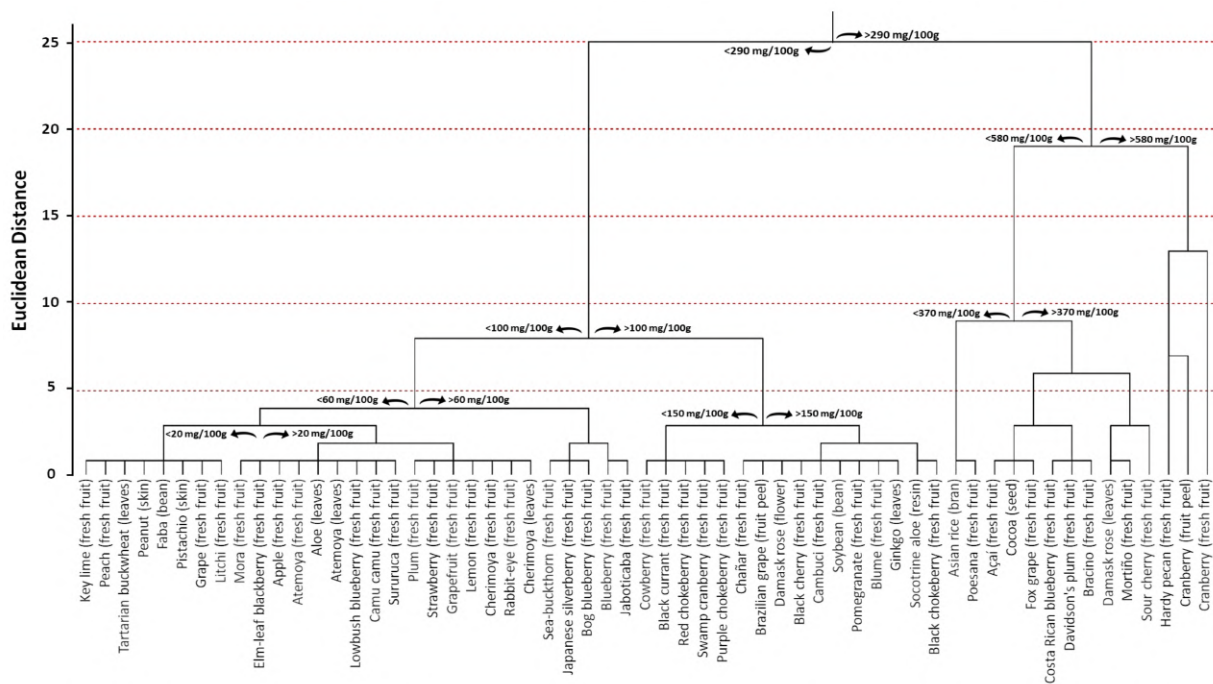 25
>290 mg/100g
<290 mg/100g
20
<580 mg/100g
>580 mg/100g
15
Euclidean Distance
10
<370 mg/100g
>370 mg/100g
<100 mg/100g
>100 mg/100g
5
<60 mg/100g
>60 mg/100g
<150 mg/100g
>150 mg/100g
<20 mg/100g
>20 mg/100g
0
Key lime (fresh fruit)
Peach (fresh fruit)
Tartarian buckwheat (leaves)
Peanut (skin)
Faba (bean)
Pistachio (skin)
Grape (fresh fruit)
Litchi (fresh fruit)
Mora (fresh fruit)
Elm-leaf blackberry (fresh fruit)
Apple (fresh fruit)
Atemoya (fresh fruit)
Aloe (leaves)
Atemoya (leaves)
Lowbush blueberry (fresh fruit)
Camu camu (fresh fruit)
Sururuca (fresh fruit)
Plum (fresh fruit)
Strawberry (fresh fruit)
Grapefruit (fresh fruit)
Lemon (fresh fruit)
Cherimoya (fresh fruit)
Rabbit-eye (fresh fruit)
Cherimoya (leaves)
Sea-buckthorn (fresh fruit)
Japanese silverberry (fresh fruit)
Bog blueberry (fresh fruit)
Blueberry (fresh fruit)
Jaboticaba (fresh fruit)
Cowberry (fresh fruit)
Black currant (fresh fruit)
Red chokeberry (fresh fruit)
Swamp cranberry (fresh fruit)
Purple chokeberry (fresh fruit)
Chañar (fresh fruit)
Brazilian grape (fruit peel)
Damask rose (flower)
Black cherry (fresh fruit)
Cambuci (fresh fruit)
Soybean (bean)
Pomegranate (fresh fruit)
Blume (fresh fruit)
Ginkgo (leaves)
Socotrine aloe (resin)
Black chokeberry (fresh fruit)
Asian rice (bran)
Poesana (fresh fruit)
Açaí (fresh fruit)
Cocoa (seed)
Fox grape (fresh fruit)
Costa Rican blueberry (fresh fruit)
Davidson's plum (fresh fruit)
Bracino (fresh fruit)
Damask rose (leaves)
Mortiño (fresh fruit)
Sour cherry (fresh fruit)
Hardy pecan (fresh fruit)
Cranberry (fruit peel)
Cranberry (fresh fruit)